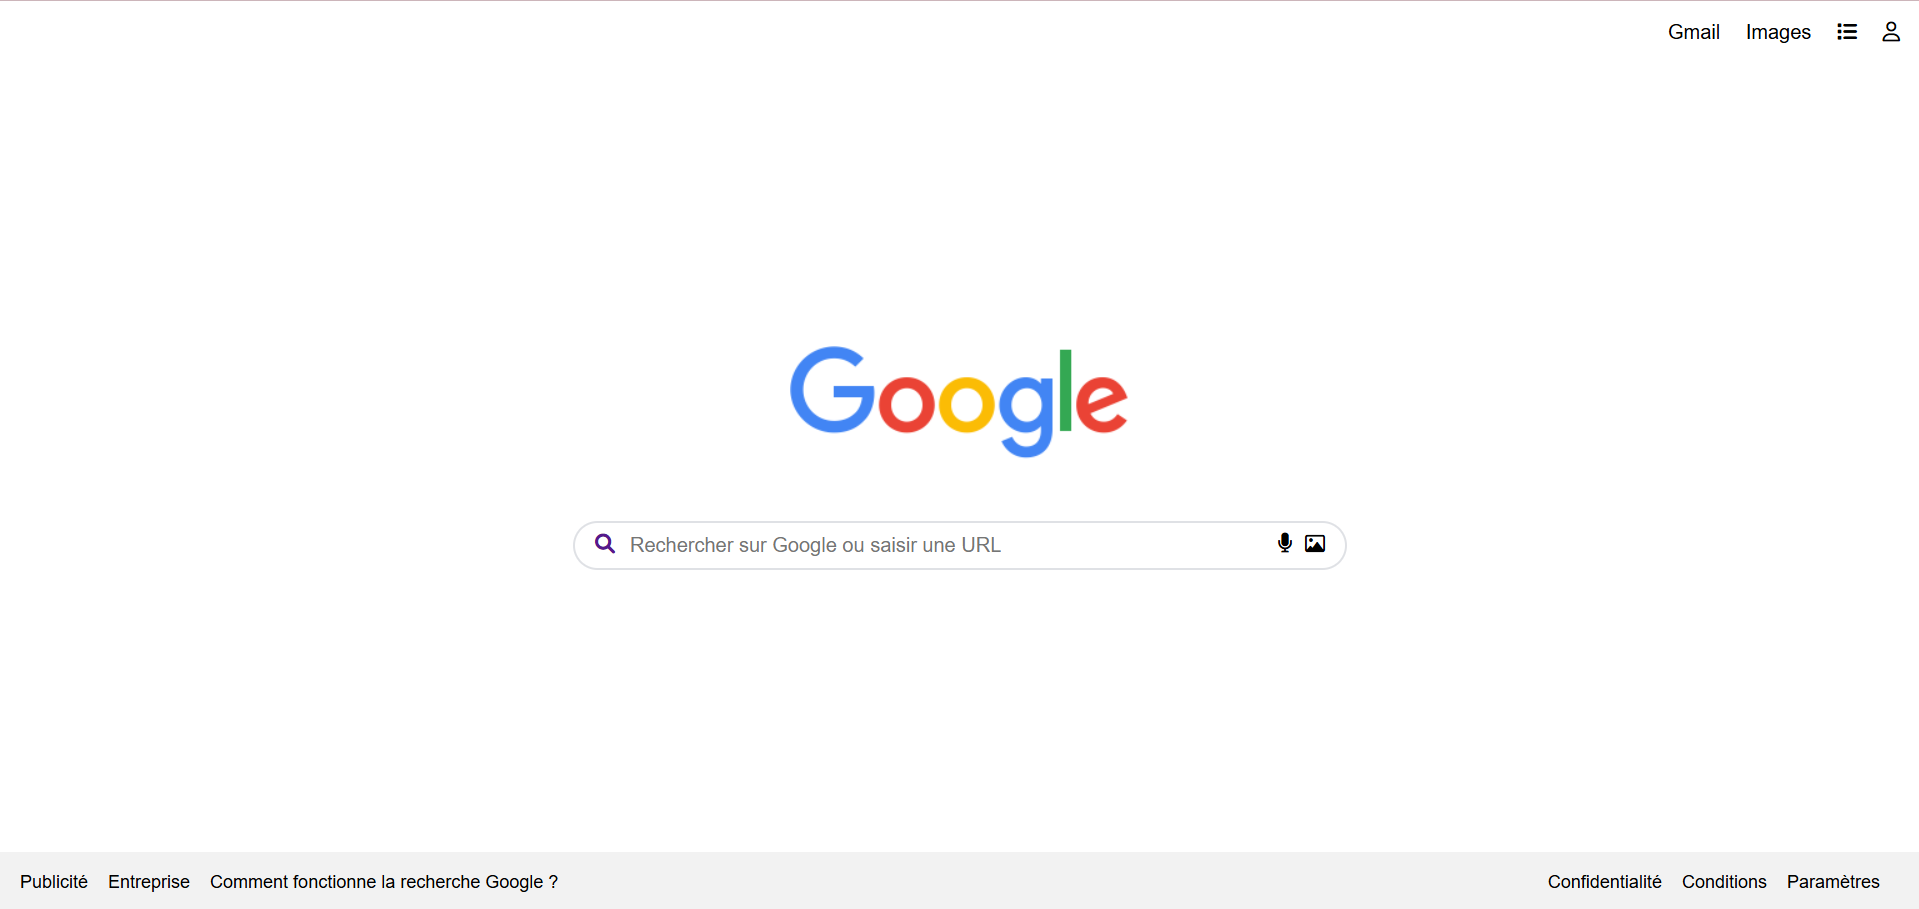 Gmail Images
Google
Rechercher sur Google ou saisir une URL
Publicité Entreprise Comment fonctionne la recherche Google ? Confidentialité Conditions Paramètres